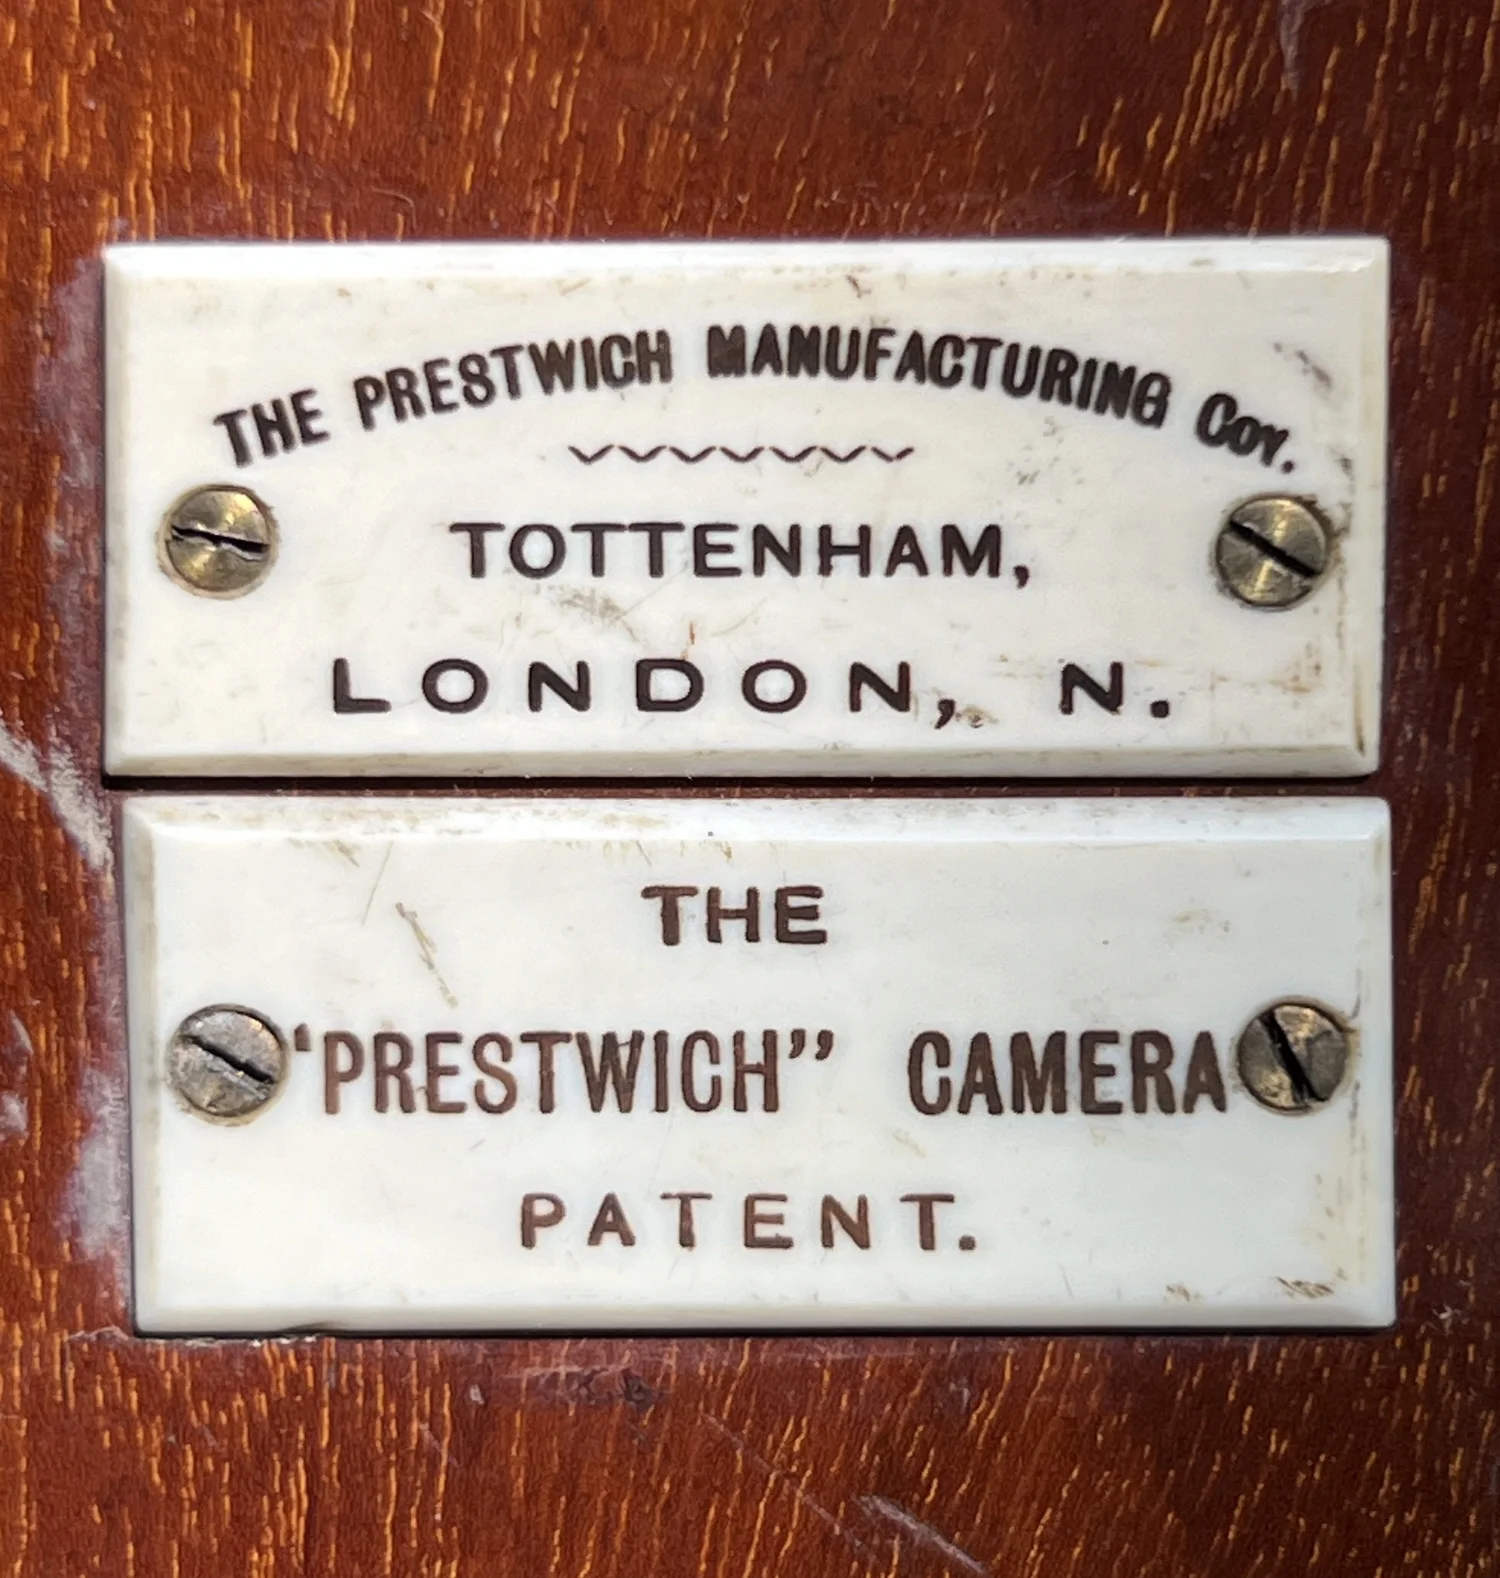 THE PRESTWICH MANUFACTURING Coy.
TOTTENHAM,
LONDON, N.
THE
‘PRESTWICH” CAMERA
PATENT.